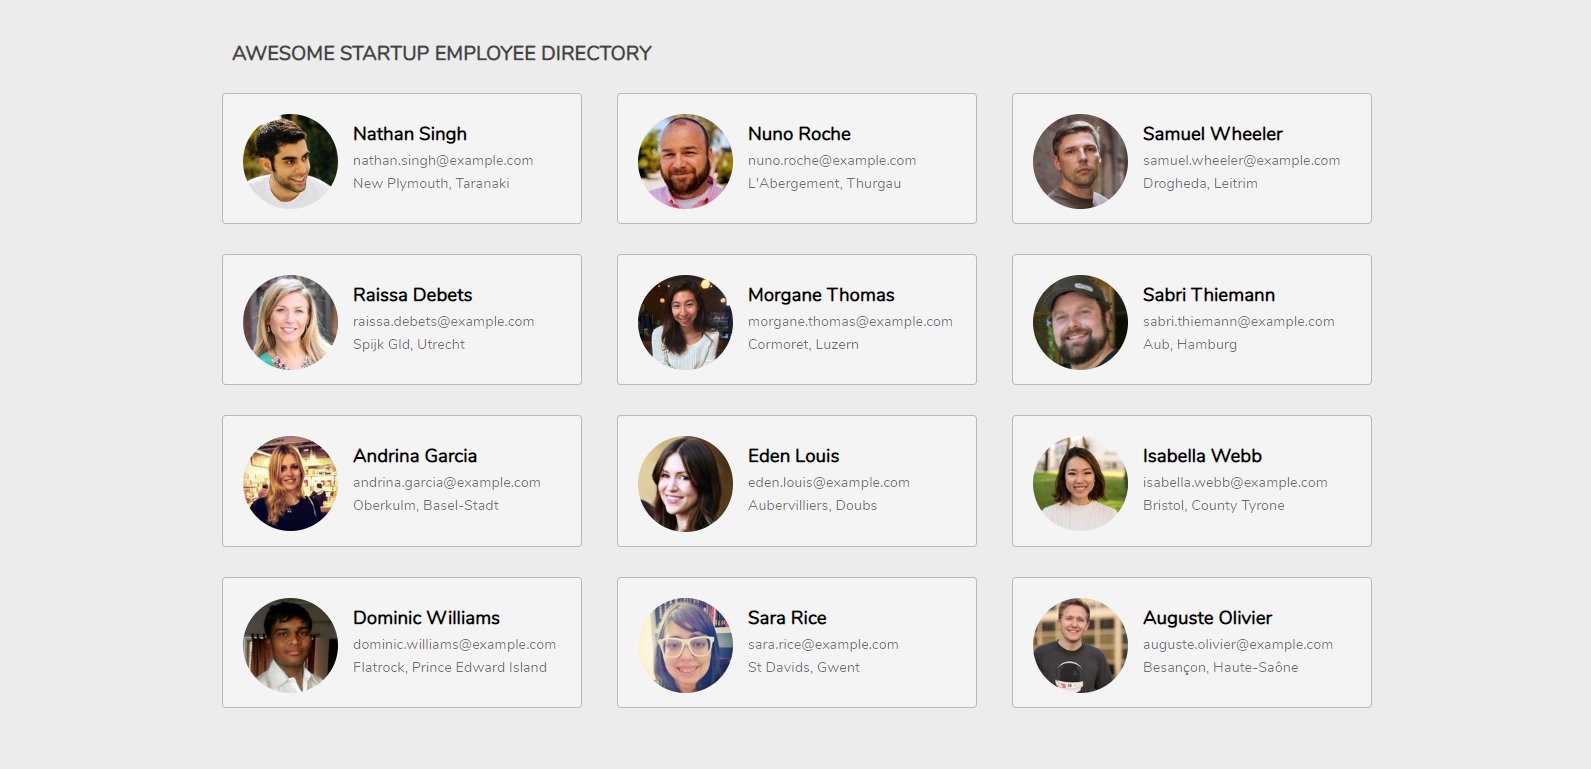 AWESOME STARTUP EMPLOYEE DIRECTORY
Nathan Singh
nathan.singh@example.com
New Plymouth, Taranaki
Nuno Roche
nuno.roche@example.com
L'Abergement, Thurgau
Samuel Wheeler
samuel.wheeler@example.com
Drogheda, Leitrim
Raissa Debets
raissa.debets@example.com
Spijk Gld, Utrecht
Morgane Thomas
morgane.thomas@example.com
Cormoret, Luzern
Sabri Thiemann
sabri.thiemann@example.com
Aub, Hamburg
Andrina Garcia
andrina.garcia@example.com
Oberkulm, Basel-Stadt
Eden Louis
eden.louis@example.com
Aubervilliers, Doubs
Isabella Webb
isabella.webb@example.com
Bristol, County Tyrone
Dominic Williams
dominic.williams@example.com
Flatrock, Prince Edward Island
Sara Rice
sara.rice@example.com
St Davids, Gwent
Auguste Olivier
auguste.olivier@example.com
Besançon, Haute-Saône